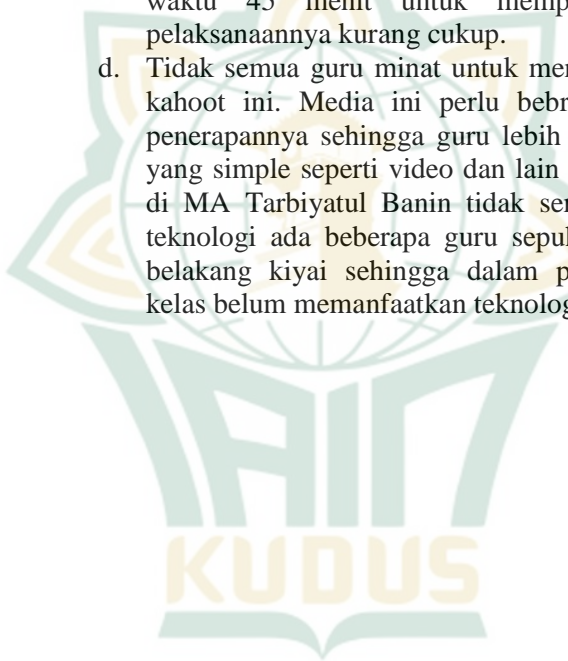 waktu 45 menit untuk memp
pelaksanaannya kurang cukup.
d. Tidak semua guru minat untuk mer
kahoot ini. Media ini perlu bebr
penerapannya sehingga guru lebih
yang simple seperti video dan lain
di MA Tarbiyatul Banin tidak ser
teknologi ada beberapa guru sepul
belakang kiyai sehingga dalam p
kelas belum memanfaatkan teknolog
IAIN
KUDUS